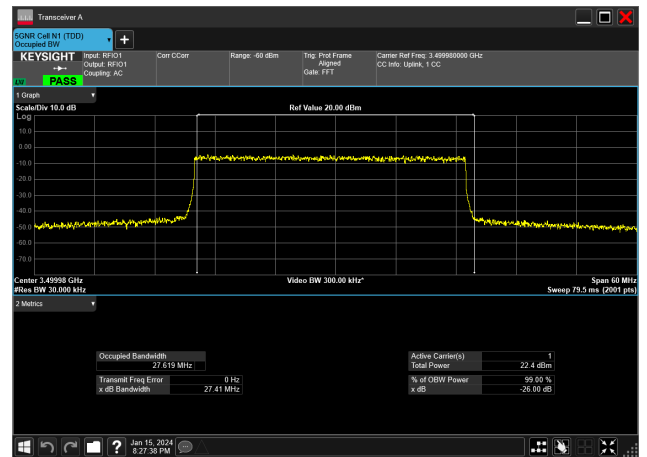 Transceiver A
5GNR Cell N1 (TDD)
Occupied BW
KEYSIGHT
LXI
PASS
Input: RFIO1
Output: RFIO1
Coupling: AC
Corr CCorr
Range: -60 dBm
Trig: Prot Frame
Aligned
Gate: FFT
Carrier Ref Freq: 3.499980000 GHz
CC Info: Uplink, 1 CC
1 Graph
Scale/Div 10.0 dB
Ref Value 20.00 dBm
Log
10.0
0.00
-10.0
-20.0
-30.0
-40.0
-50.0
-60.0
-70.0
Center 3.49998 GHz
Video BW 300.00 kHz*
Span 60 MHz
#Res BW 30.000 kHz
Sweep 79.5 ms (2001 pts)
2 Metrics
Occupied Bandwidth
27.619 MHz
Transmit Freq Error 0 Hz
x dB Bandwidth 27.41 MHz
Active Carrier(s) 1
Total Power 22.4 dBm
% of OBW Power 99.00 %
x dB -26.00 dB
Jan 15, 2024
8:27:38 PM